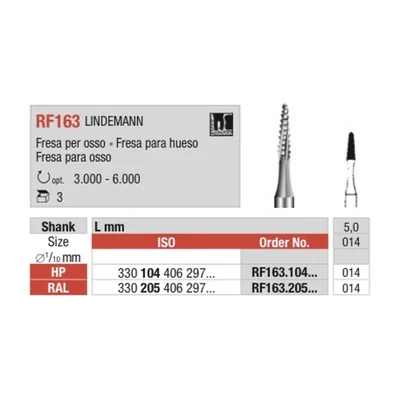 RF163 LINDEMANN
Fresa per osso • Fresa para hueso
Fresa para osso
opt. 3.000 - 6.000
3
Shank L mm 5,0
Size ISO Order No. 014
∅¹/₁₀ mm
HP 330 104 406 297... RF163.104... 014
RAL 330 205 406 297... RF163.205... 014